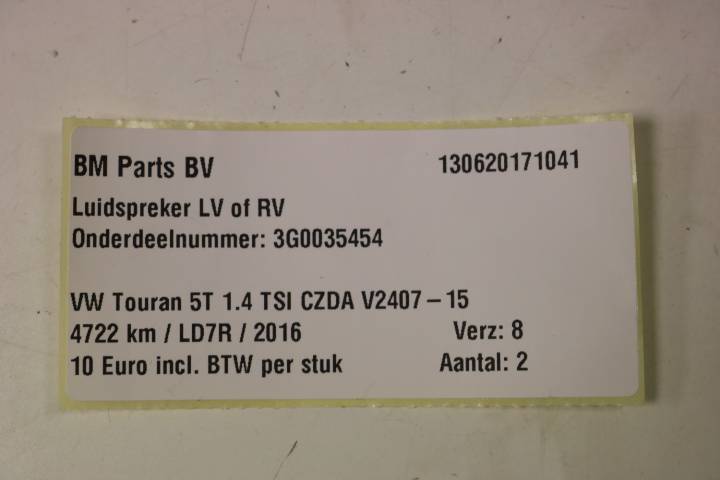 BM Parts BV 130620171041
Luidspreker LV of RV
Onderdeelnummer: 3G0035454
VW Touran 5T 1.4 TSI CZDA V2407 – 15
4722 km / LD7R / 2016 Verz: 8
10 Euro incl. BTW per stuk Aantal: 2